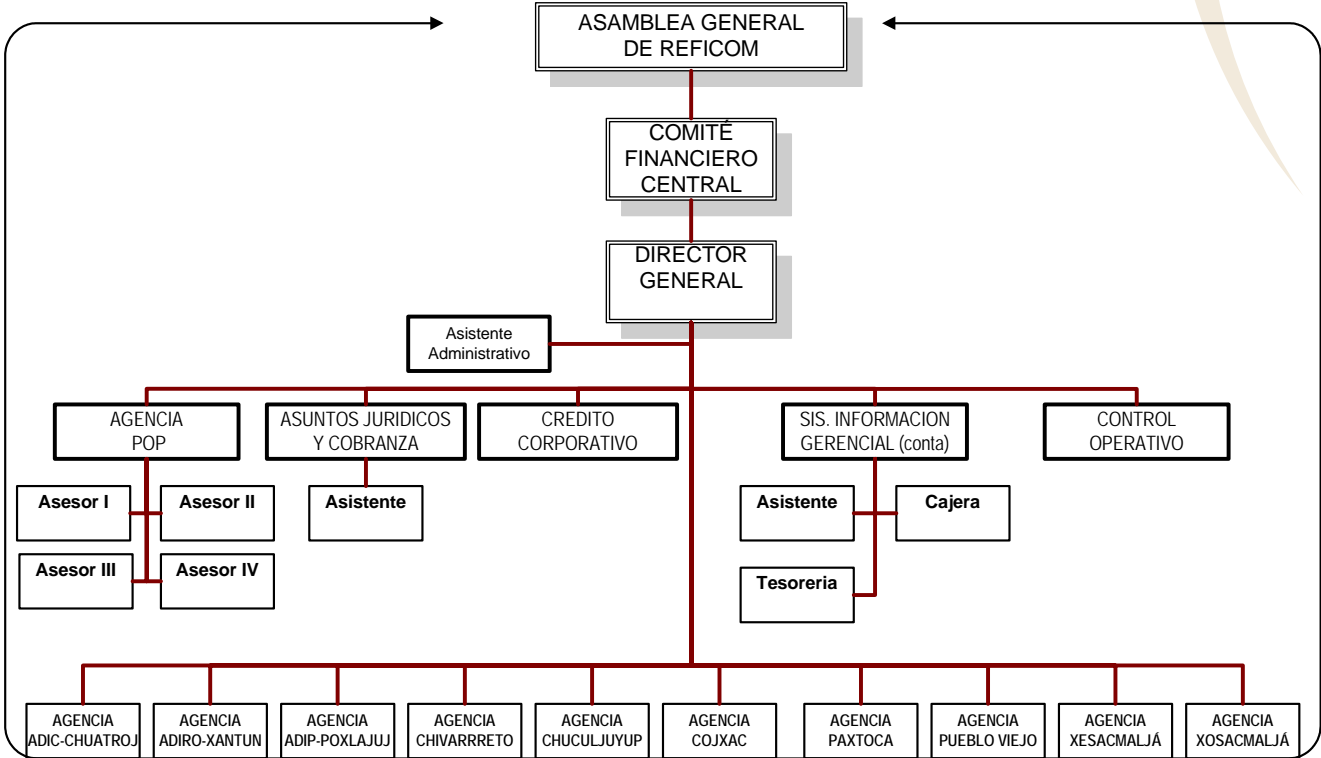 ASAMBLEA GENERAL
DE REFICOM
COMITÉ
FINANCIERO
CENTRAL
DIRECTOR
GENERAL
Asistente
Administrativo
AGENCIA
POP
ASUNTOS JURIDICOS
Y COBRANZA
CREDITO
CORPORATIVO
SIS. INFORMACION
GERENCIAL (conta)
CONTROL
OPERATIVO
Asesor I
Asesor II
Asistente
Asistente
Cajera
Asesor III
Asesor IV
Tesoreria
AGENCIA
ADIC-CHUATROJ
AGENCIA
ADIRO-XANTUN
AGENCIA
ADIP-POXLAJUJ
AGENCIA
CHIVARRRETO
AGENCIA
CHUCULJUYUP
AGENCIA
COJXAC
AGENCIA
PAXTOCA
AGENCIA
PUEBLO VIEJO
AGENCIA
XESACMALJÁ
AGENCIA
XOSACMALJÁ